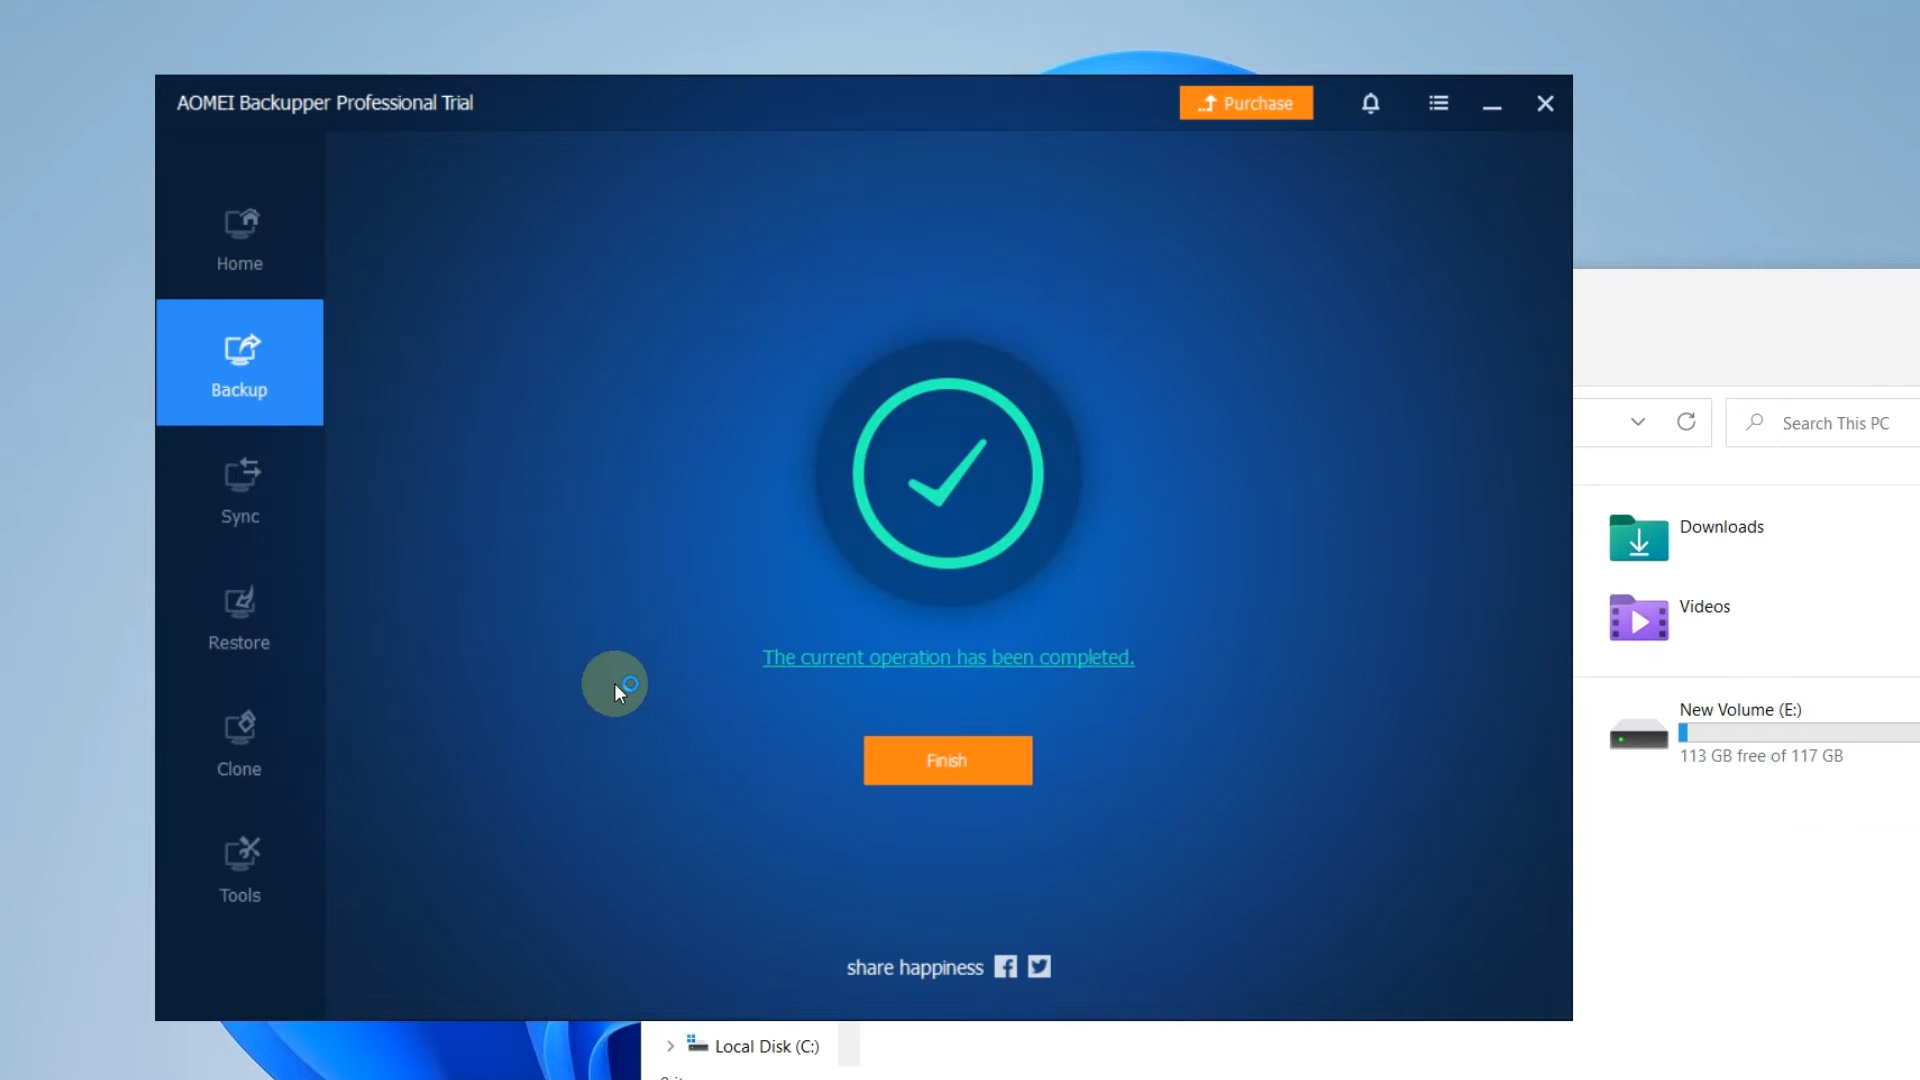 AOMEI Backupper Professional Trial
Purchase
Home
Backup
Sync
Restore
Clone
Tools
The current operation has been completed.
Finish
share happiness
Search This PC
Downloads
Videos
New Volume (E:)
113 GB free of 117 GB
Local Disk (C:)